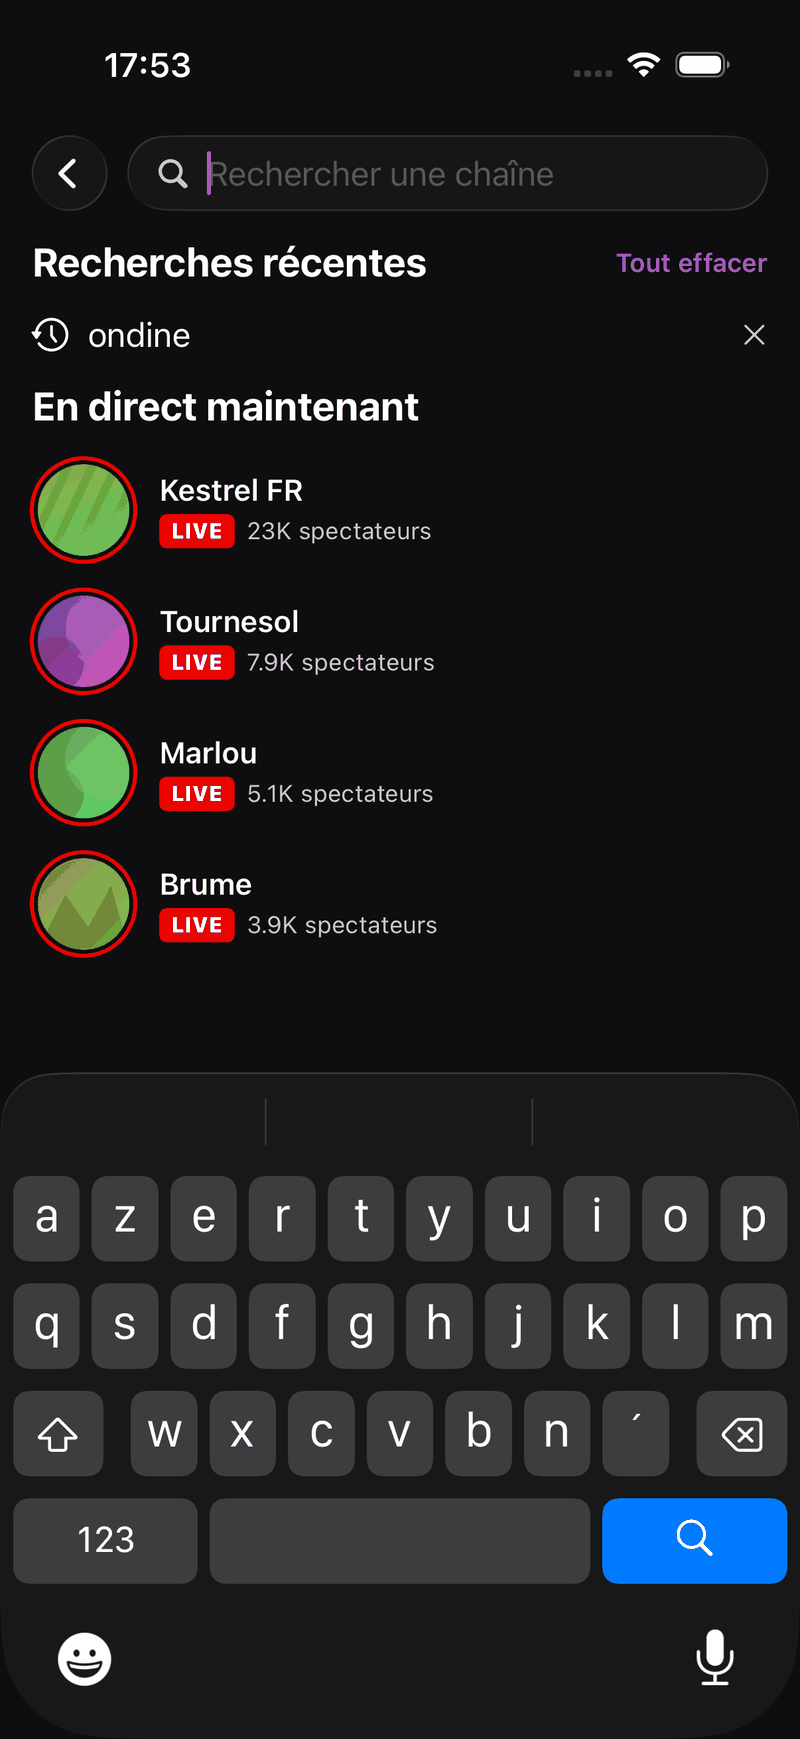 17:53
Rechercher une chaîne
Recherches récentes
Tout effacer
ondine
En direct maintenant
Kestrel FR
LIVE 23K spectateurs
Tournesol
LIVE 7.9K spectateurs
Marlou
LIVE 5.1K spectateurs
Brume
LIVE 3.9K spectateurs
a z e r t y u i o p
q s d f g h j k l m
w x c v b n ´
123